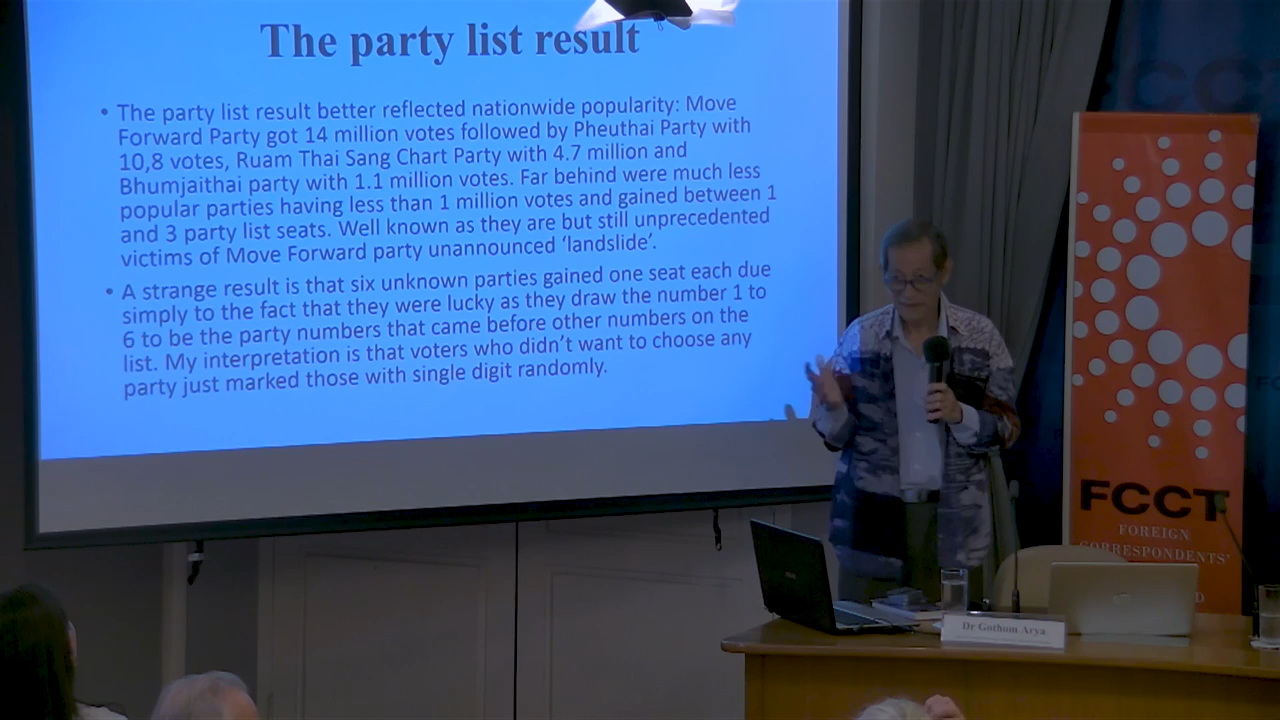 The party list result
• The party list result better reflected nationwide popularity: Move
Forward Party got 14 million votes followed by Pheuthai Party with
10,8 votes, Ruam Thai Sang Chart Party with 4.7 million and
Bhumjaithai party with 1.1 million votes. Far behind were much less
popular parties having less than 1 million votes and gained between 1
and 3 party list seats. Well known as they are but still unprecedented
victims of Move Forward party unannounced ‘landslide’.
• A strange result is that six unknown parties gained one seat each due
simply to the fact that they were lucky as they draw the number 1 to
6 to be the party numbers that came before other numbers on the
list. My interpretation is that voters who didn’t want to choose any
party just marked those with single digit randomly.
FCCT
FOREIGN
CORRESPONDENTS'
Dr Gothom Arya